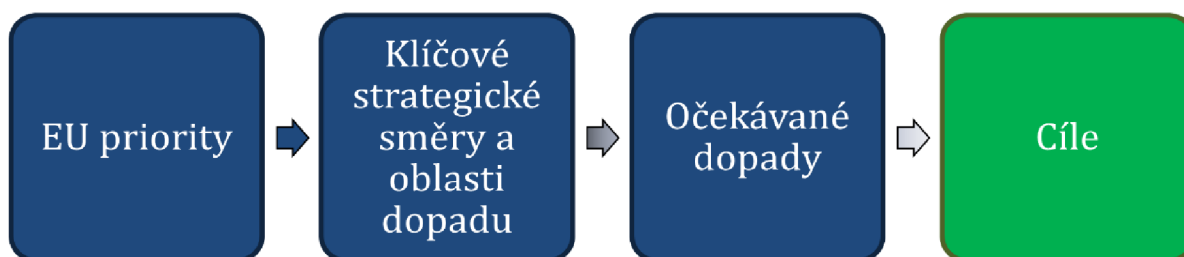 EU priority
Klíčové
strategické
směry a
oblasti
dopadu
Očekávané
dopady
Cíle